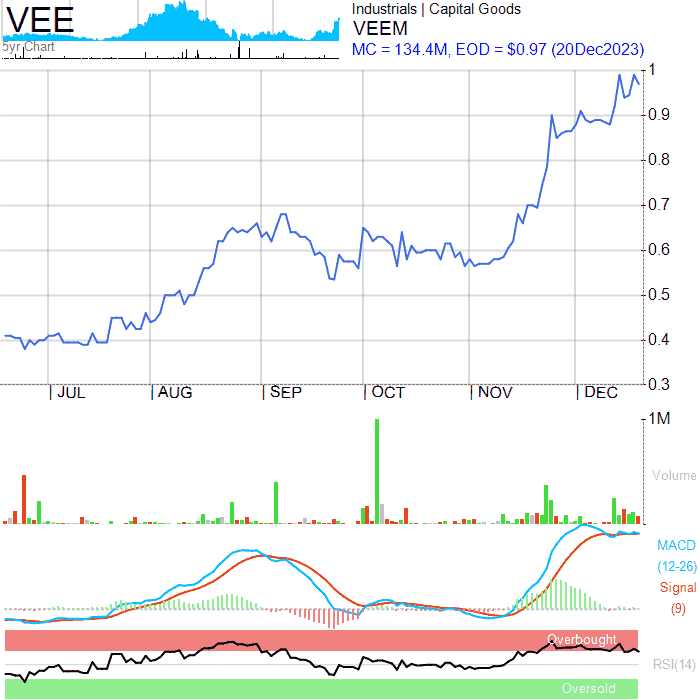 VEE
5yr Chart
Industrials | Capital Goods
VEEM
MC = 134.4M, EOD = $0.97 (20Dec2023)
1
0.9
0.8
0.7
0.6
0.5
0.4
0.3
JUL AUG SEP OCT NOV DEC
1M
Volume
MACD
(12-26)
Signal
(9)
Overbought
RSI(14)
Oversold